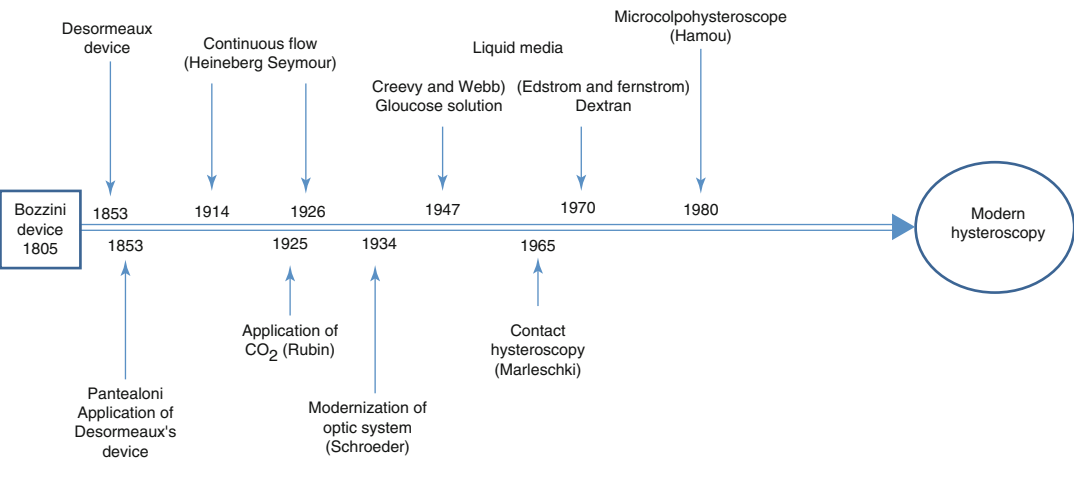 Microcolpohysteroscope
(Hamou)
Desormeaux
device
Continuous flow
(Heineberg Seymour)
Liquid media
Creevy and Webb)
Gloucose solution
(Edstrom and fernstrom)
Dextran
Bozzini
device
1805
1853
1914
1926
1947
1970
1980
Modern
hysteroscopy
1853
1925
1934
1965
Application of
CO2 (Rubin)
Contact
hysteroscopy
(Marleschki)
Pantealoni
Application of
Desormeaux's
device
Modernization of
optic system
(Schroeder)